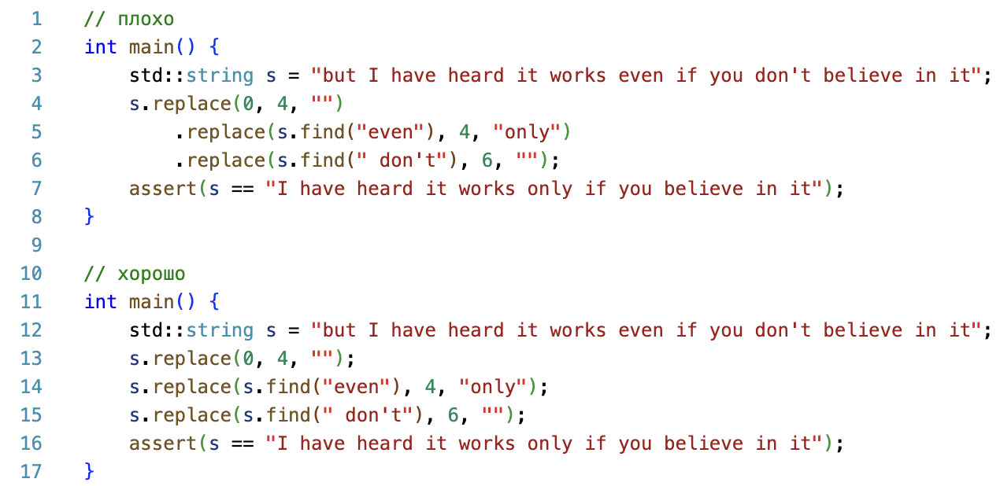 1 // плохо
2 int main() {
3     std::string s = "but I have heard it works even if you don't believe in it";
4     s.replace(0, 4, "")
5         .replace(s.find("even"), 4, "only")
6         .replace(s.find(" don't"), 6, "");
7     assert(s == "I have heard it works only if you believe in it");
8 }
9
10 // хорошо
11 int main() {
12     std::string s = "but I have heard it works even if you don't believe in it";
13     s.replace(0, 4, "");
14     s.replace(s.find("even"), 4, "only");
15     s.replace(s.find(" don't"), 6, "");
16     assert(s == "I have heard it works only if you believe in it");
17 }